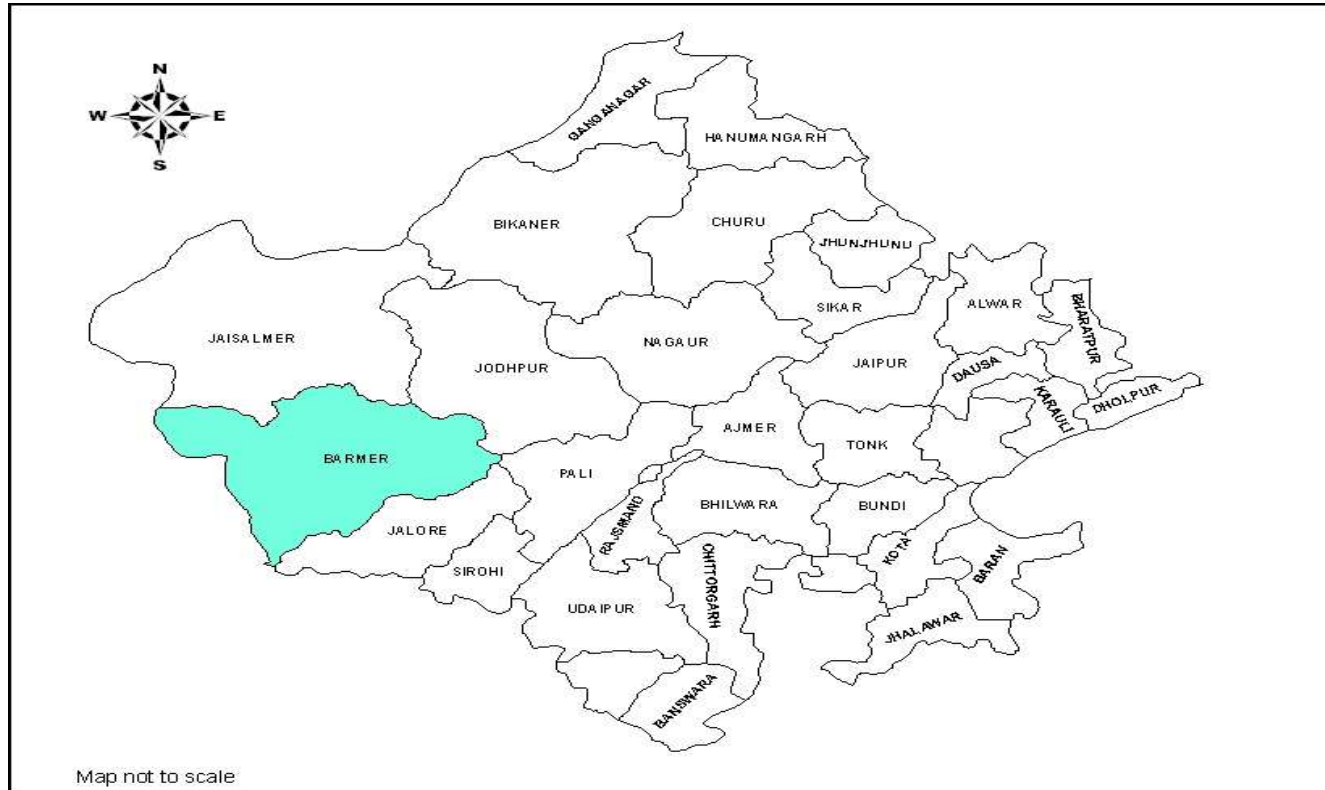 N
W E
S
GANGANAGAR
HANUMANGARH
BIKANER
CHURU
JHUNJHUNU
SIKAR
ALWAR
BHARATPUR
JAISALMER
JODHPUR
NAGAUR
JAIPUR
DAUSA
KARAULI
DHOLPUR
BARMER
AJMER
TONK
PALI
JALORE
SIROHI
RAJSMAND
BHILWARA
BUNDI
KOTA
BARAN
UDAIPUR
CHITTORGARH
JHALAWAR
BANSWARA
Map not to scale